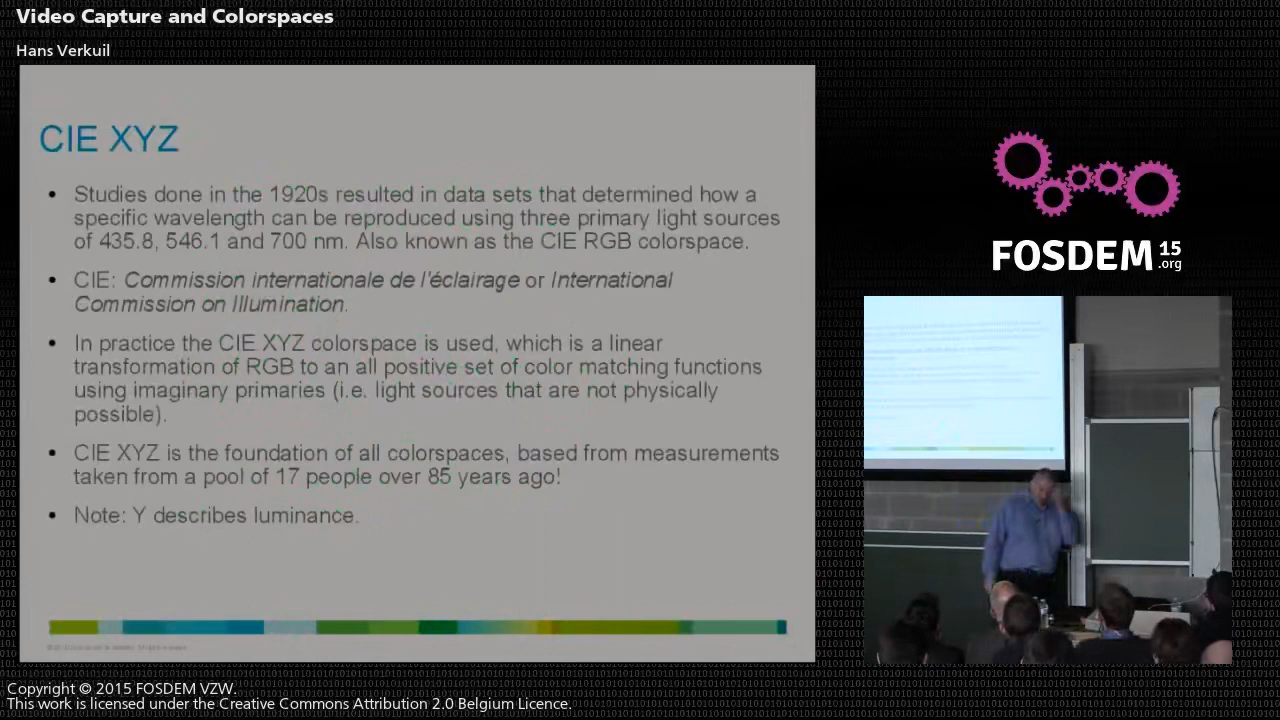 Video Capture and Colorspaces
Hans Verkuil
CIE XYZ
• Studies done in the 1920s resulted in data sets that determined how a
specific wavelength can be reproduced using three primary light sources
of 435.8, 546.1 and 700 nm. Also known as the CIE RGB colorspace.
• CIE: Commission internationale de l'éclairage or International
Commission on Illumination.
• In practice the CIE XYZ colorspace is used, which is a linear
transformation of RGB to an all positive set of color matching functions
using imaginary primaries (i.e. light sources that are not physically
possible).
• CIE XYZ is the foundation of all colorspaces, based from measurements
taken from a pool of 17 people over 85 years ago!
• Note: Y describes luminance.
FOSDEM 15
.org
Copyright © 2015 FOSDEM VZW.
This work is licensed under the Creative Commons Attribution 2.0 Belgium Licence.